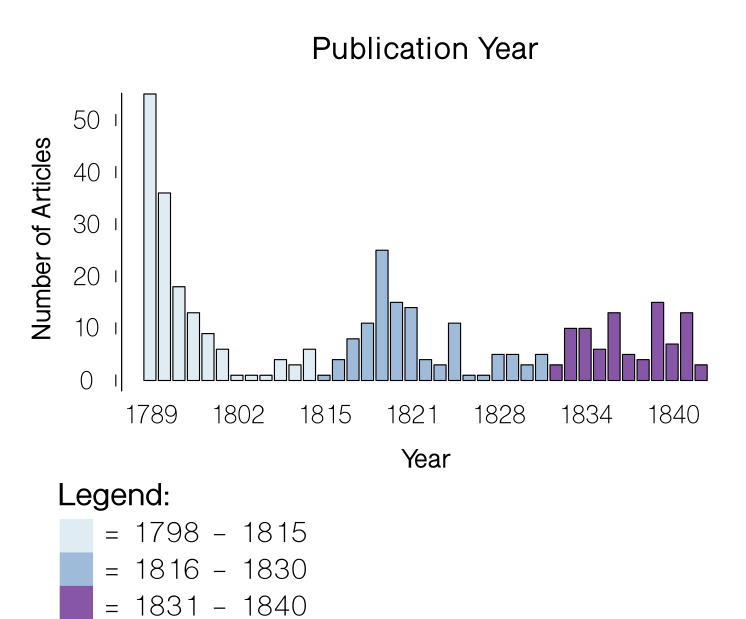 Publication Year
Number of Articles
50
40
30
20
10
0
1789 1802 1815 1821 1828 1834 1840
Year
Legend:
= 1798 – 1815
= 1816 – 1830
= 1831 – 1840